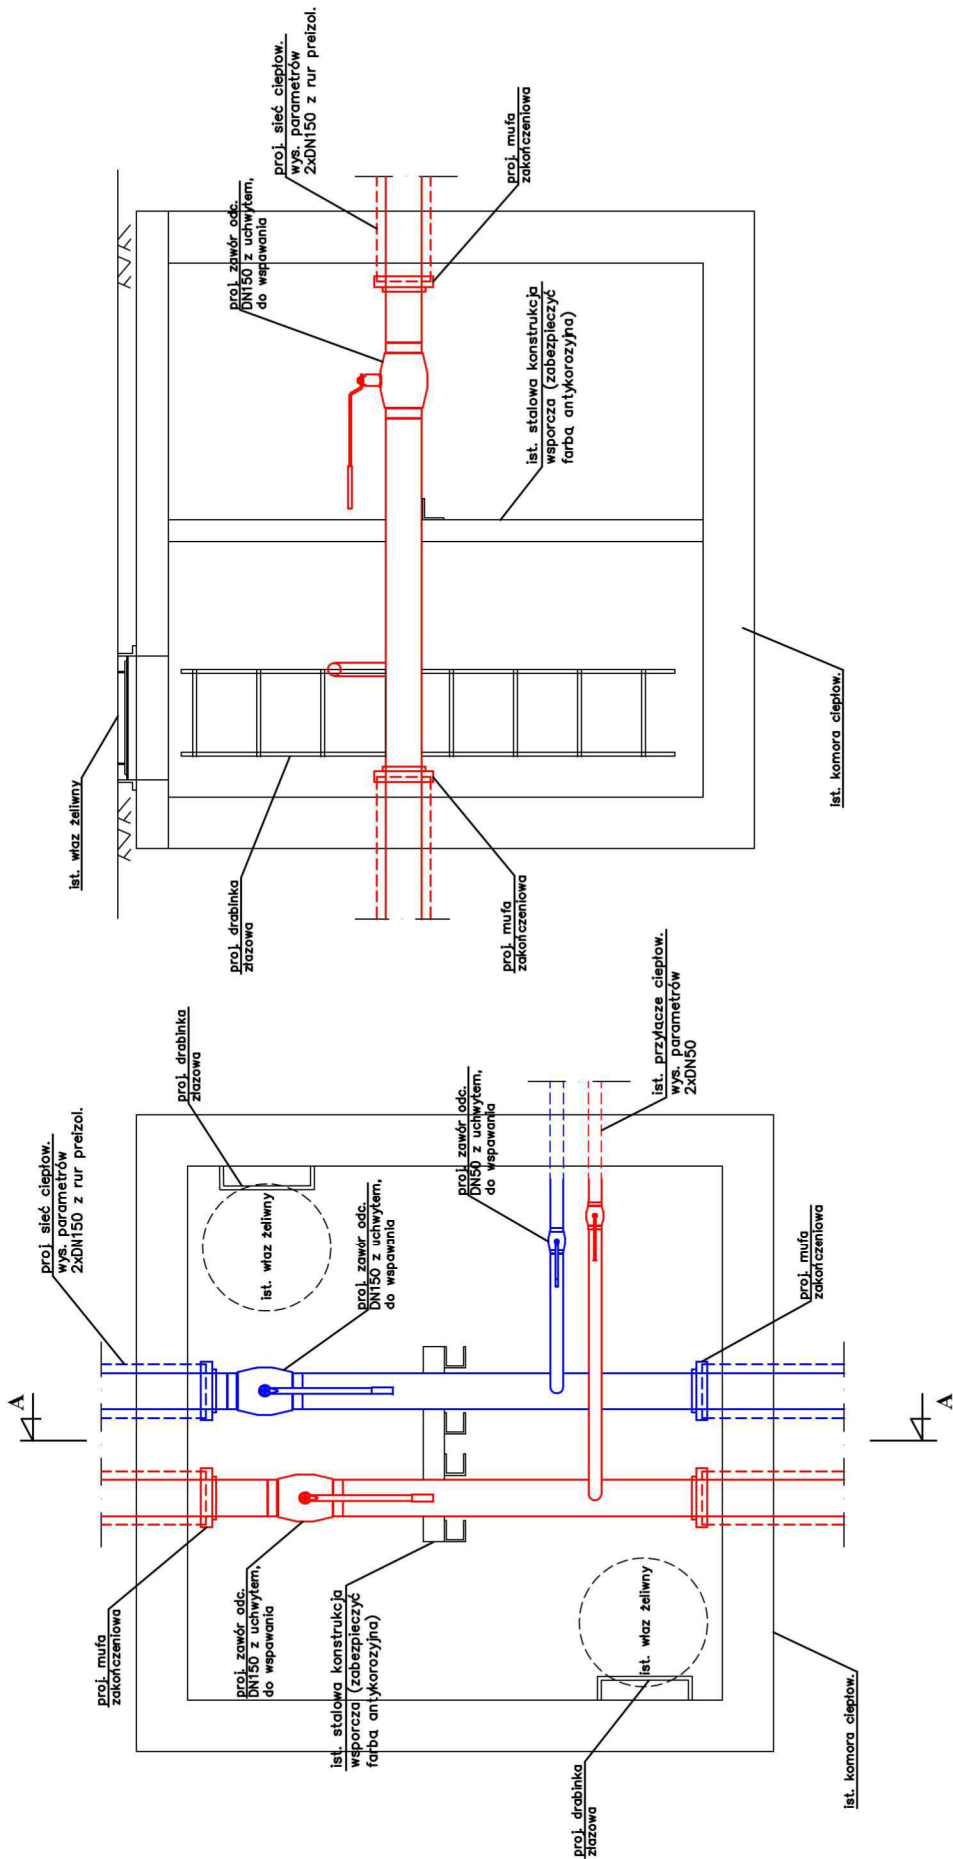 proj. sieć ciepłow.
wys. parametrów
2xDN150 z rur preizol.
proj. zawór odc.
DN150 z uchwytem,
do wspawania
proj. mufa
zakończeniowa
ist. stalowa konstrukcja
wsporcza (zabezpieczyć
farbą antykorozyjną)
ist. właz żeliwny
proj. drabinka
złazowa
proj. mufa
zakończeniowa
ist. komora ciepłow.
proj. sieć ciepłow.
wys. parametrów
2xDN150 z rur preizol.
proj. drabinka
złazowa
ist. właz żeliwny
proj. zawór odc.
DN150 z uchwytem,
do wspawania
proj. zawór odc.
DN50 z uchwytem,
do wspawania
ist. przyłącze ciepłow.
wys. parametrów
2xDN50
proj. mufa
zakończeniowa
A
A
proj. mufa
zakończeniowa
proj. zawór odc.
DN150 z uchwytem,
do wspawania
ist. stalowa konstrukcja
wsporcza (zabezpieczyć
farbą antykorozyjną)
ist. właz żeliwny
proj. drabinka
złazowa
ist. komora ciepłow.